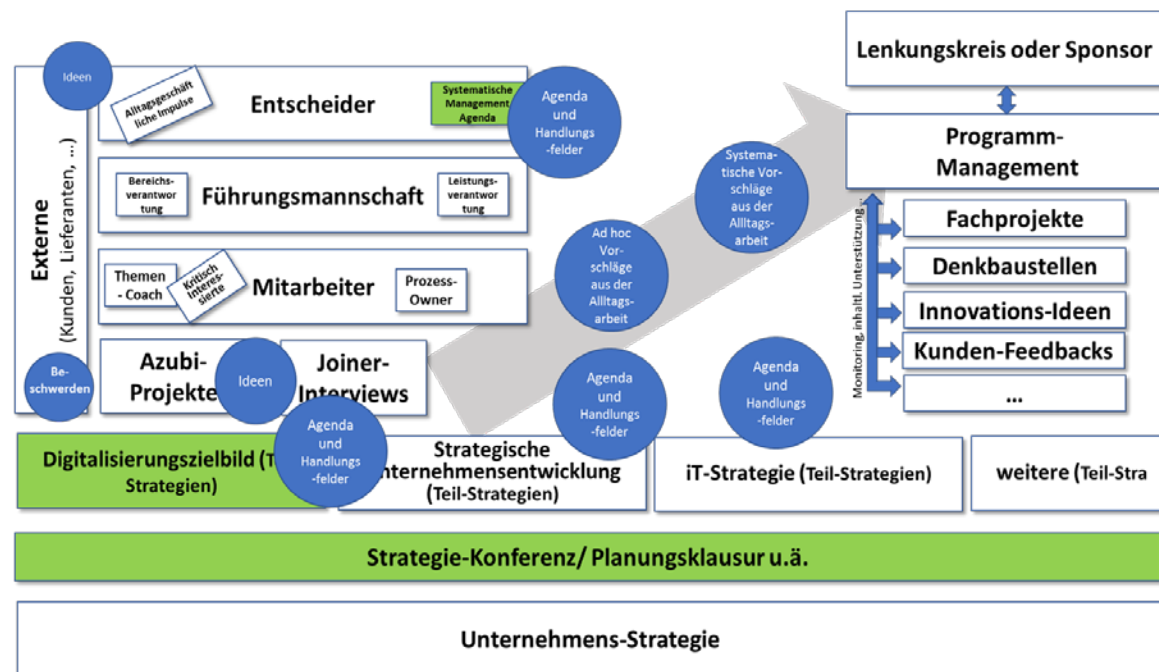 Lenkungskreis oder Sponsor
Ideen
Alltagsgeschäft
liche Impulse
Entscheider
Systematische
Management
Agenda
Agenda
und
Handlungs
-felder
Programm-
Management
Externe
(Kunden, Lieferanten, ...)
Bereichs-
verantwor
tung
Führungsmannschaft
Leistungs-
verantwor
tung
Systema-
tische Vor-
schläge
aus der
Allltags-
arbeit
Monitoring, inhaltl. Unterstützung ...
Fachprojekte
Denkbaustellen
Innovations-Ideen
Kunden-Feedbacks
...
Themen
- Coach
Kritisch
Interes-
sierte
Mitarbeiter
Prozess-
Owner
Ad hoc
Vor-
schläge
aus der
Allltags-
arbeit
Be-
schwerden
Azubi-
Projekte
Ideen
Joiner-
Interviews
Agenda
und
Handlungs
-felder
Agenda
und
Handlungs
-felder
Agenda
und
Handlungs
-felder
Digitalisierungszielbild (T
Strategien)
Strategische
nternehmensentwicklung
(Teil-Strategien)
iT-Strategie (Teil-Strategien)
weitere (Teil-Stra
Strategie-Konferenz/ Planungsklausur u.ä.
Unternehmens-Strategie